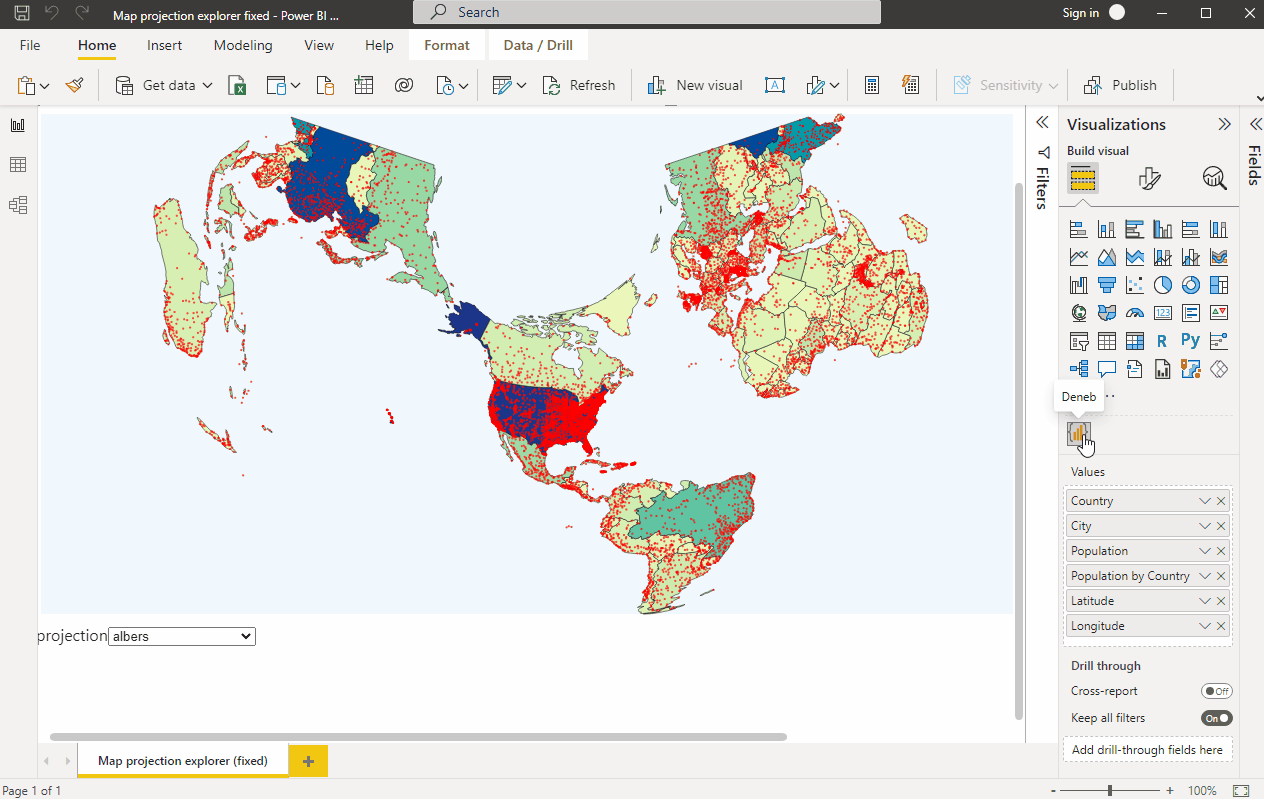 Map projection explorer fixed - Power BI ...
Search
Sign in
File Home Insert Modeling View Help Format Data / Drill
Get data Refresh New visual A Sensitivity Publish
Filters
Visualizations
Build visual
Fields
123
R Py
Deneb
Values
Country
City
Population
Population by Country
Latitude
Longitude
Drill through
Cross-report Off
Keep all filters On
Add drill-through fields here
projection albers
Map projection explorer (fixed) +
Page 1 of 1
- + 100%